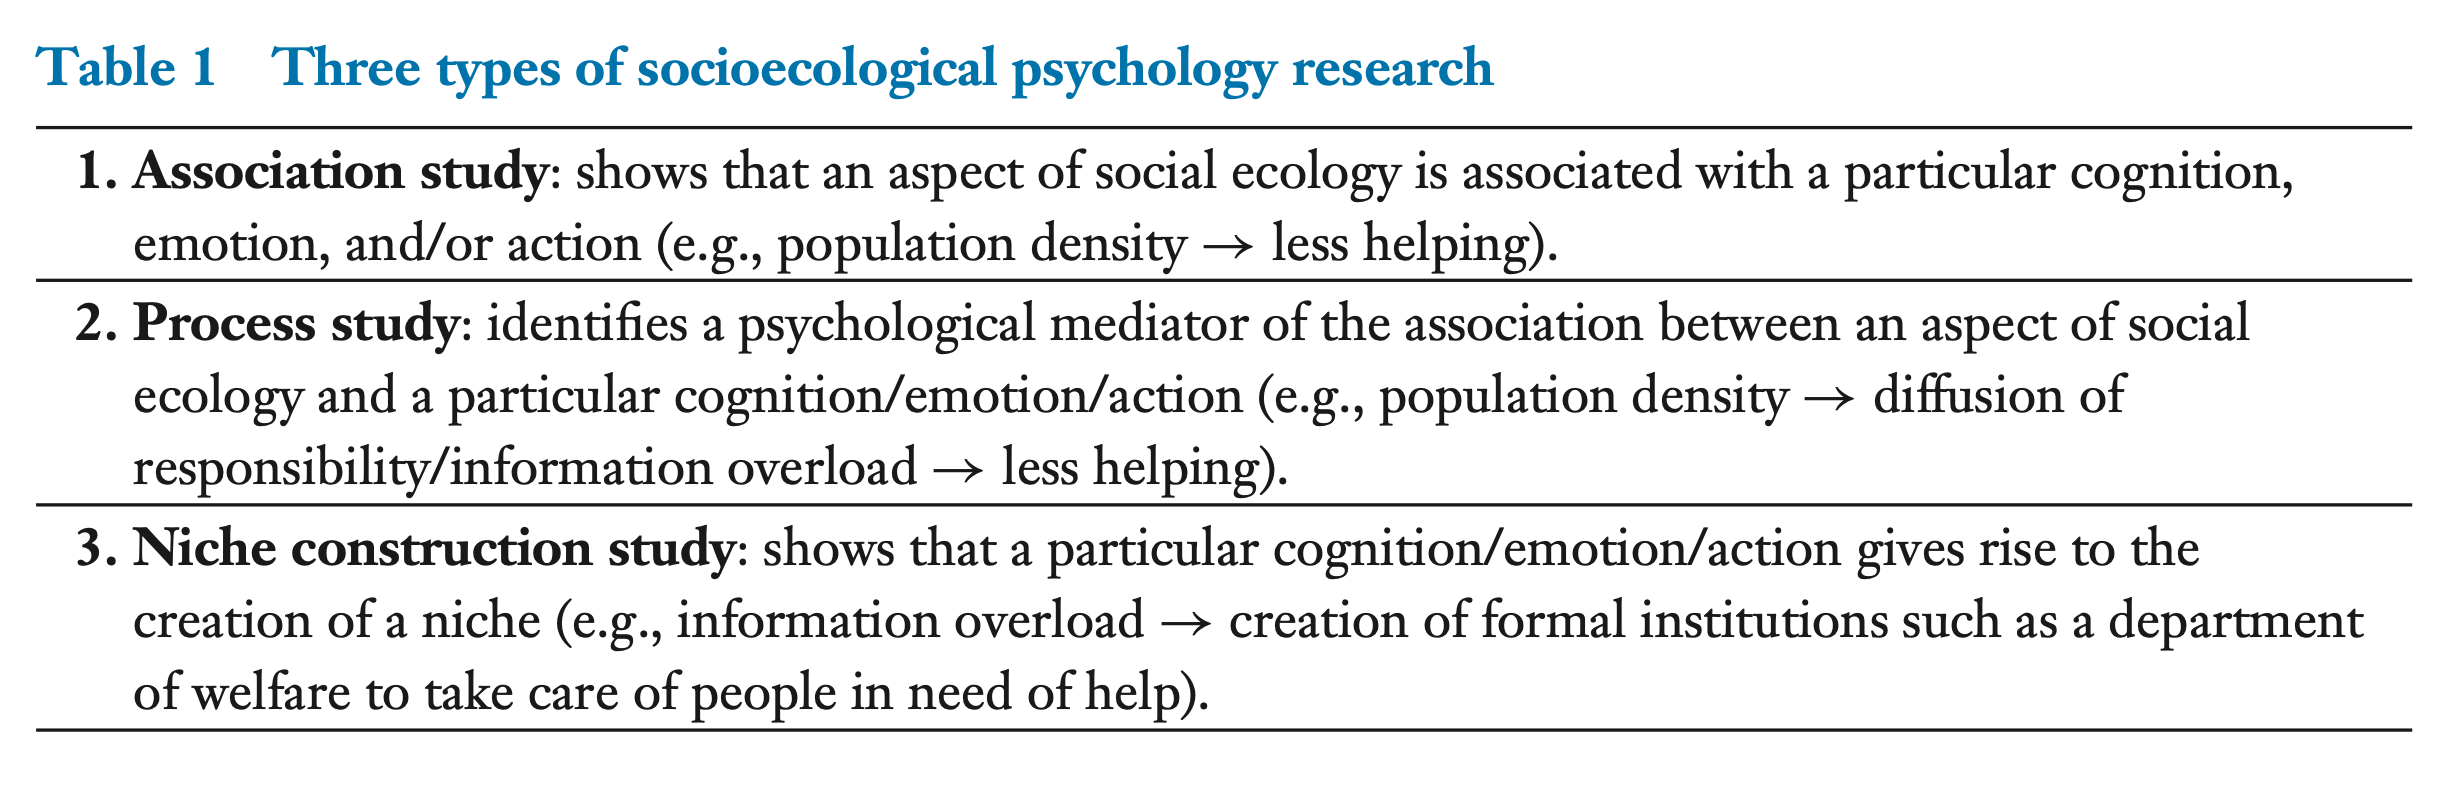 Table 1 Three types of socioecological psychology research
1. Association study: shows that an aspect of social ecology is associated with a particular cognition,
emotion, and/or action (e.g., population density → less helping).
2. Process study: identifies a psychological mediator of the association between an aspect of social
ecology and a particular cognition/emotion/action (e.g., population density → diffusion of
responsibility/information overload → less helping).
3. Niche construction study: shows that a particular cognition/emotion/action gives rise to the
creation of a niche (e.g., information overload → creation of formal institutions such as a department
of welfare to take care of people in need of help).